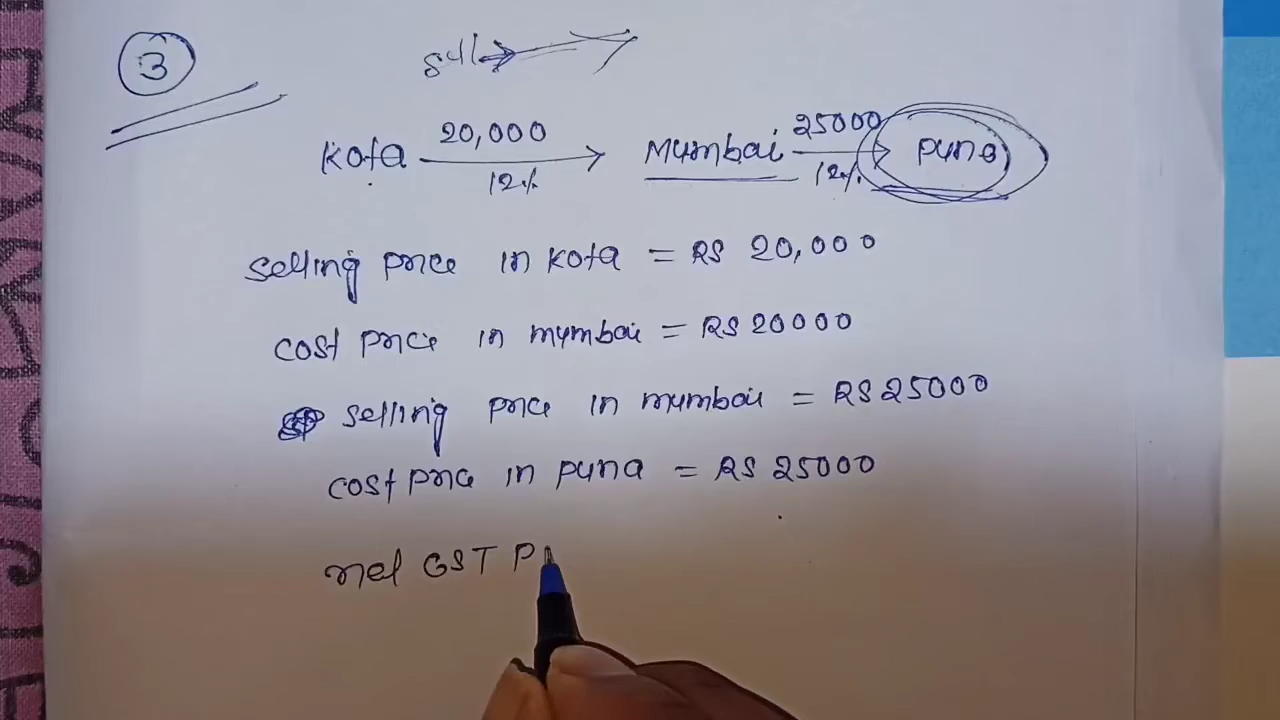 3
sell
20,000 25000
Kota Mumbai Puna
12% 12%
Selling price in Kota = RS 20,000
cost price in mumbai = RS 20000
selling price in mumbai = RS 25000
cost price in puna = RS 25000
net GST P